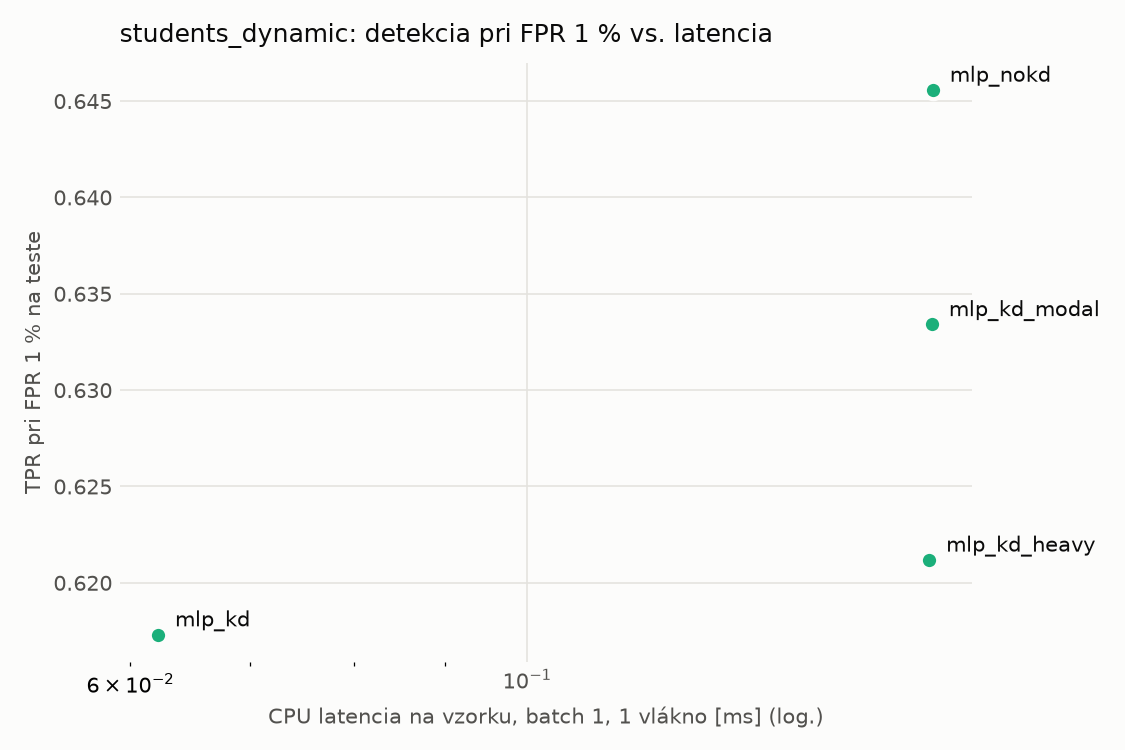 students_dynamic: detekcia pri FPR 1 % vs. latencia
mlp_nokd
0.645
0.640
0.635
mlp_kd_modal
0.630
0.625
mlp_kd_heavy
0.620
mlp_kd
TPR pri FPR 1 % na teste
6 × 10⁻²
10⁻¹
CPU latencia na vzorku, batch 1, 1 vlákno [ms] (log.)